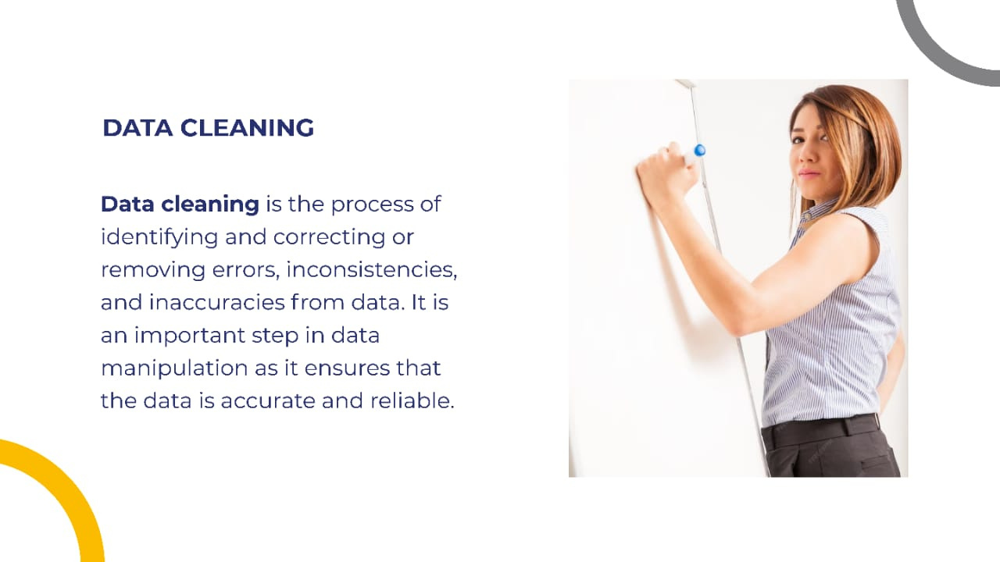 DATA CLEANING
Data cleaning is the process of
identifying and correcting or
removing errors, inconsistencies,
and inaccuracies from data. It is
an important step in data
manipulation as it ensures that
the data is accurate and reliable.